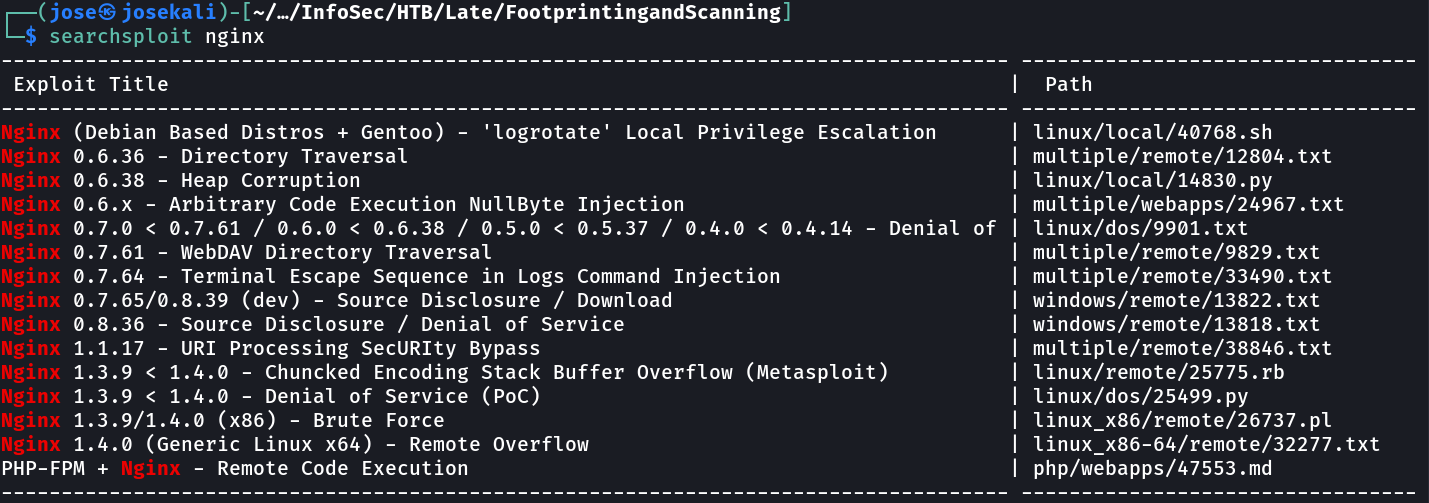 ┌──(jose㉿josekali)-[~/…/InfoSec/HTB/Late/FootprintingandScanning]
└─$ searchsploit nginx
---------------------------------------------------------------------------------- ---------------------------------
 Exploit Title                                                                    |  Path
---------------------------------------------------------------------------------- ---------------------------------
Nginx (Debian Based Distros + Gentoo) - 'logrotate' Local Privilege Escalation      | linux/local/40768.sh
Nginx 0.6.36 - Directory Traversal                                                  | multiple/remote/12804.txt
Nginx 0.6.38 - Heap Corruption                                                      | linux/local/14830.py
Nginx 0.6.x - Arbitrary Code Execution NullByte Injection                           | multiple/webapps/24967.txt
Nginx 0.7.0 < 0.7.61 / 0.6.0 < 0.6.38 / 0.5.0 < 0.5.37 / 0.4.0 < 0.4.14 - Denial of | linux/dos/9901.txt
Nginx 0.7.61 - WebDAV Directory Traversal                                           | multiple/remote/9829.txt
Nginx 0.7.64 - Terminal Escape Sequence in Logs Command Injection                   | multiple/remote/33490.txt
Nginx 0.7.65/0.8.39 (dev) - Source Disclosure / Download                            | windows/remote/13822.txt
Nginx 0.8.36 - Source Disclosure / Denial of Service                                | windows/remote/13818.txt
Nginx 1.1.17 - URI Processing SecURIty Bypass                                       | multiple/remote/38846.txt
Nginx 1.3.9 < 1.4.0 - Chuncked Encoding Stack Buffer Overflow (Metasploit)          | linux/remote/25775.rb
Nginx 1.3.9 < 1.4.0 - Denial of Service (PoC)                                       | linux/dos/25499.py
Nginx 1.3.9/1.4.0 (x86) - Brute Force                                               | linux_x86/remote/26737.pl
Nginx 1.4.0 (Generic Linux x64) - Remote Overflow                                   | linux_x86-64/remote/32277.txt
PHP-FPM + Nginx - Remote Code Execution                                             | php/webapps/47553.md
---------------------------------------------------------------------------------- ---------------------------------